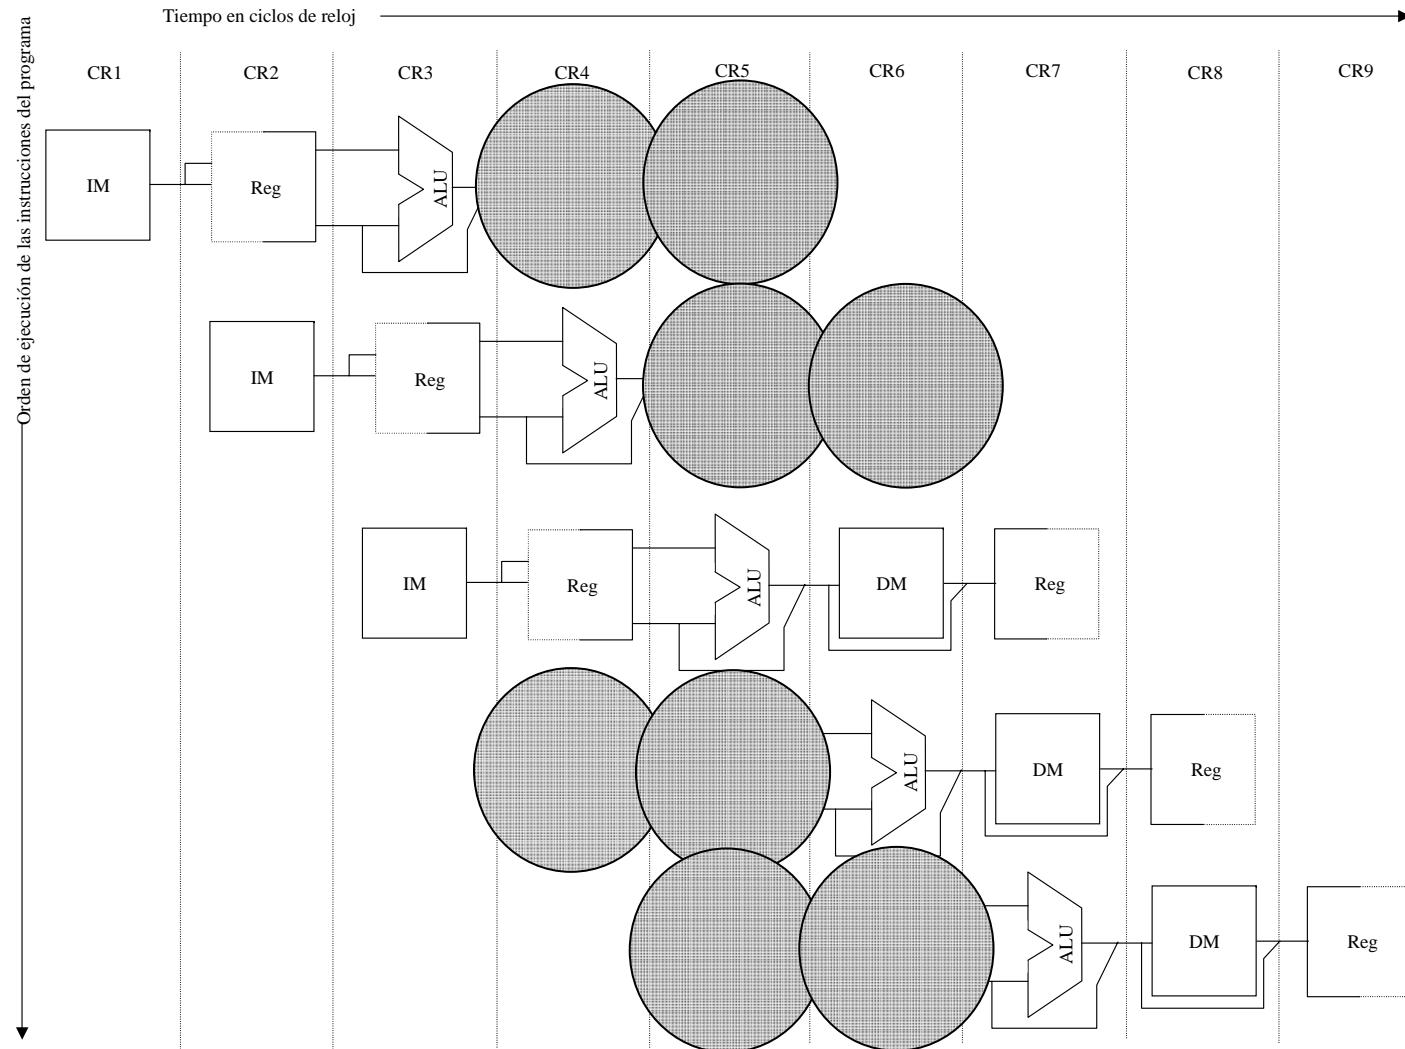 Tiempo en ciclos de reloj
Orden de ejecución de las instrucciones del programa
CR1 CR2 CR3 CR4 CR5 CR6 CR7 CR8 CR9
IM Reg ALU
IM Reg ALU
IM Reg ALU DM Reg
ALU DM Reg
ALU DM Reg